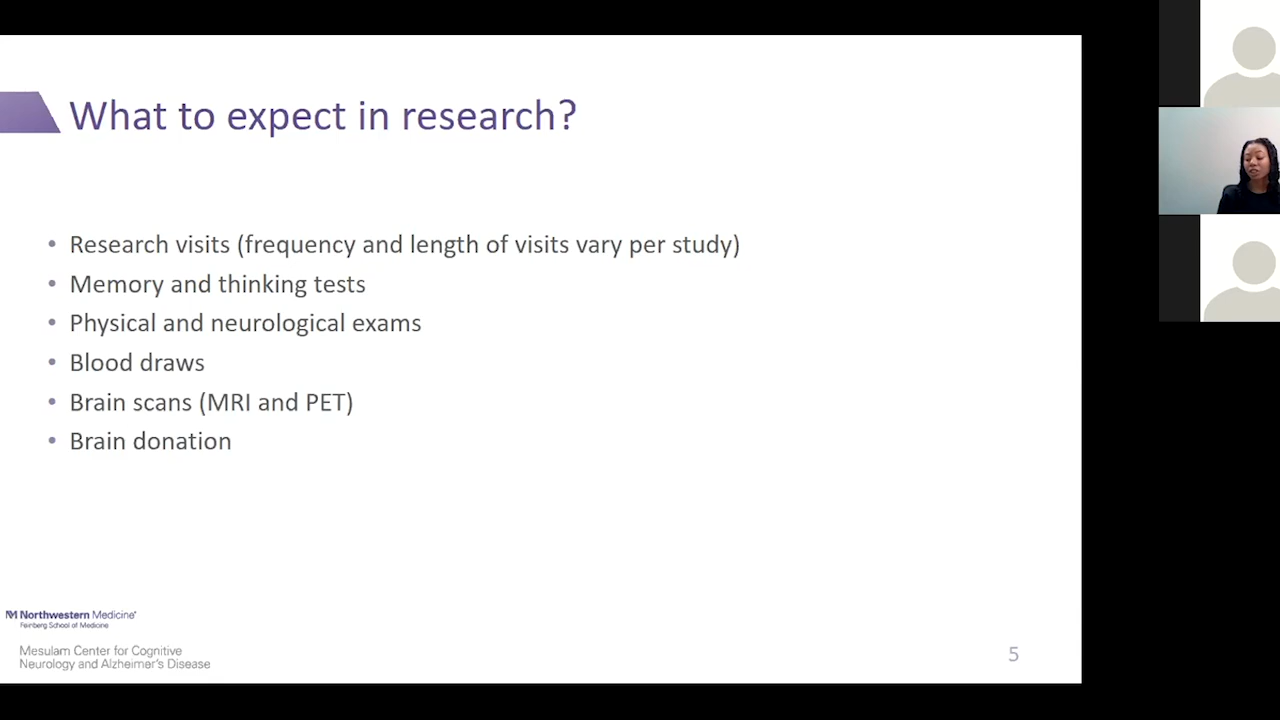 What to expect in research?
• Research visits (frequency and length of visits vary per study)
• Memory and thinking tests
• Physical and neurological exams
• Blood draws
• Brain scans (MRI and PET)
• Brain donation
M Northwestern Medicine®
Feinberg School of Medicine
Mesulam Center for Cognitive
Neurology and Alzheimer's Disease
5